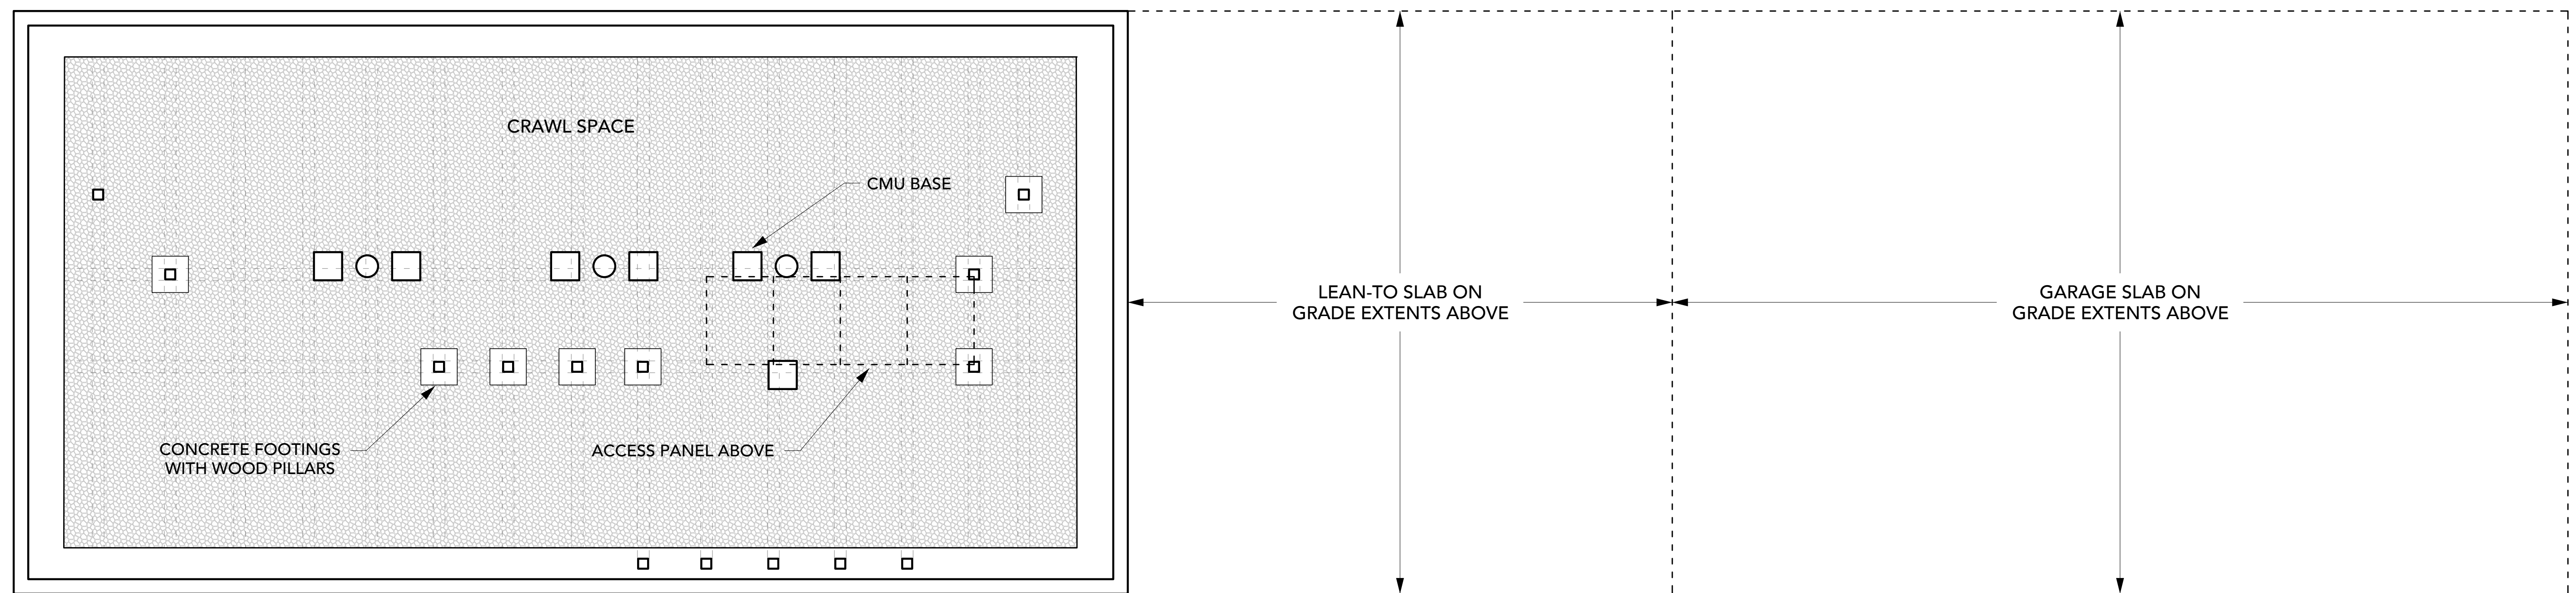 CRAWL SPACE
CMU BASE
LEAN-TO SLAB ON
GRADE EXTENTS ABOVE
GARAGE SLAB ON
GRADE EXTENTS ABOVE
CONCRETE FOOTINGS
WITH WOOD PILLARS
ACCESS PANEL ABOVE